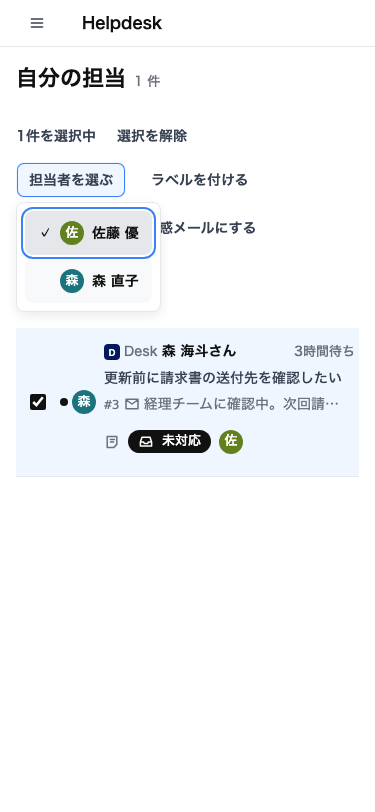 Helpdesk
自分の担当 1 件
1件を選択中 選択を解除
担当者を選ぶ ラベルを付ける
✓ 佐 佐藤 優
惑メールにする
森 森 直子
D Desk 森 海斗さん 3時間待ち
更新前に請求書の送付先を確認したい
森 #3 経理チームに確認中。次回請…
未対応 佐